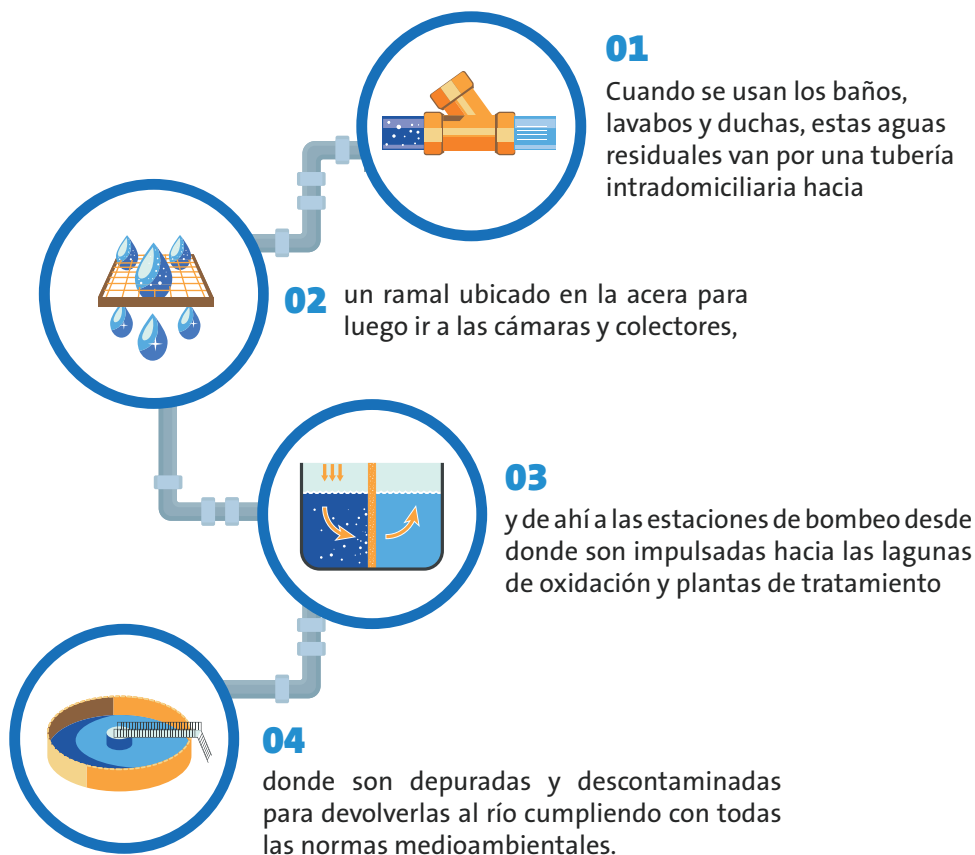 01
Cuando se usan los baños,
lavabos y duchas, estas aguas
residuales van por una tubería
intradomiciliaria hacia
02
un ramal ubicado en la acera para
luego ir a las cámaras y colectores,
03
y de ahí a las estaciones de bombeo desde
donde son impulsadas hacia las lagunas
de oxidación y plantas de tratamiento
04
donde son depuradas y descontaminadas
para devolverlas al río cumpliendo con todas
las normas medioambientales.